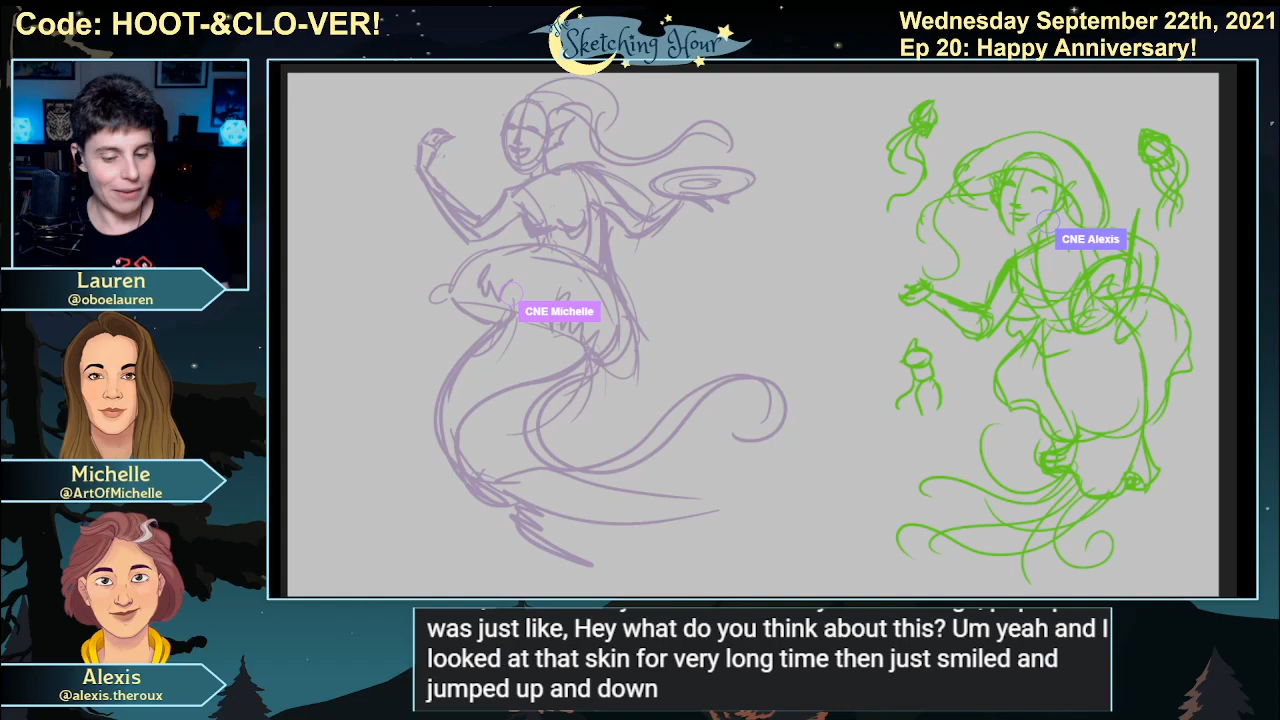 Code: HOOT-&CLO-VER!
The
Sketching Hour
Wednesday September 22th, 2021
Ep 20: Happy Anniversary!
Lauren
@oboelauren
CNE Alexis
CNE Michelle
Michelle
@ArtOfMichelle
Alexis
@alexis.theroux
was just like, Hey what do you think about this? Um yeah and I
looked at that skin for very long time then just smiled and
jumped up and down